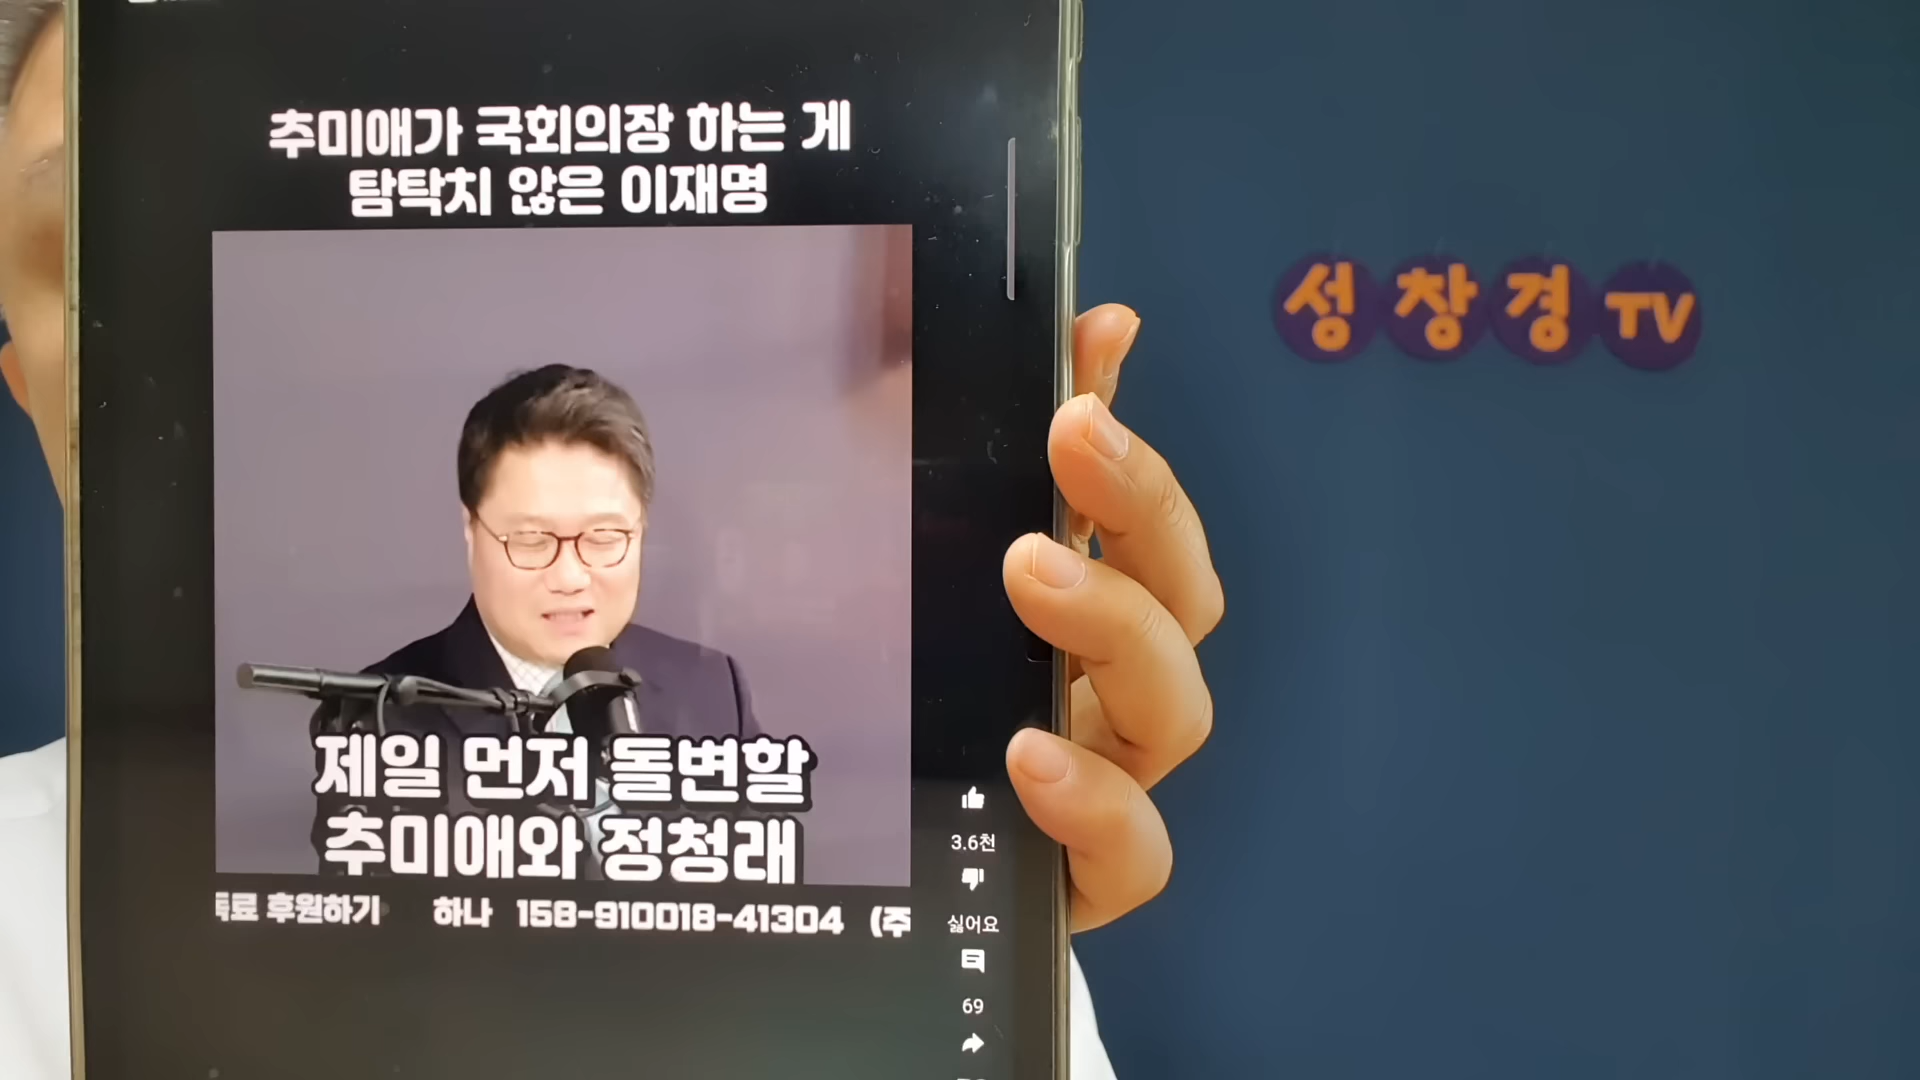 추미애가 국회의장 하는 게
탐탁치 않은 이재명
성창경TV
제일 먼저 돌변할
추미애와 정청래
후원하기 하나 158-910018-41304 (주
3.6천
싫어요
69